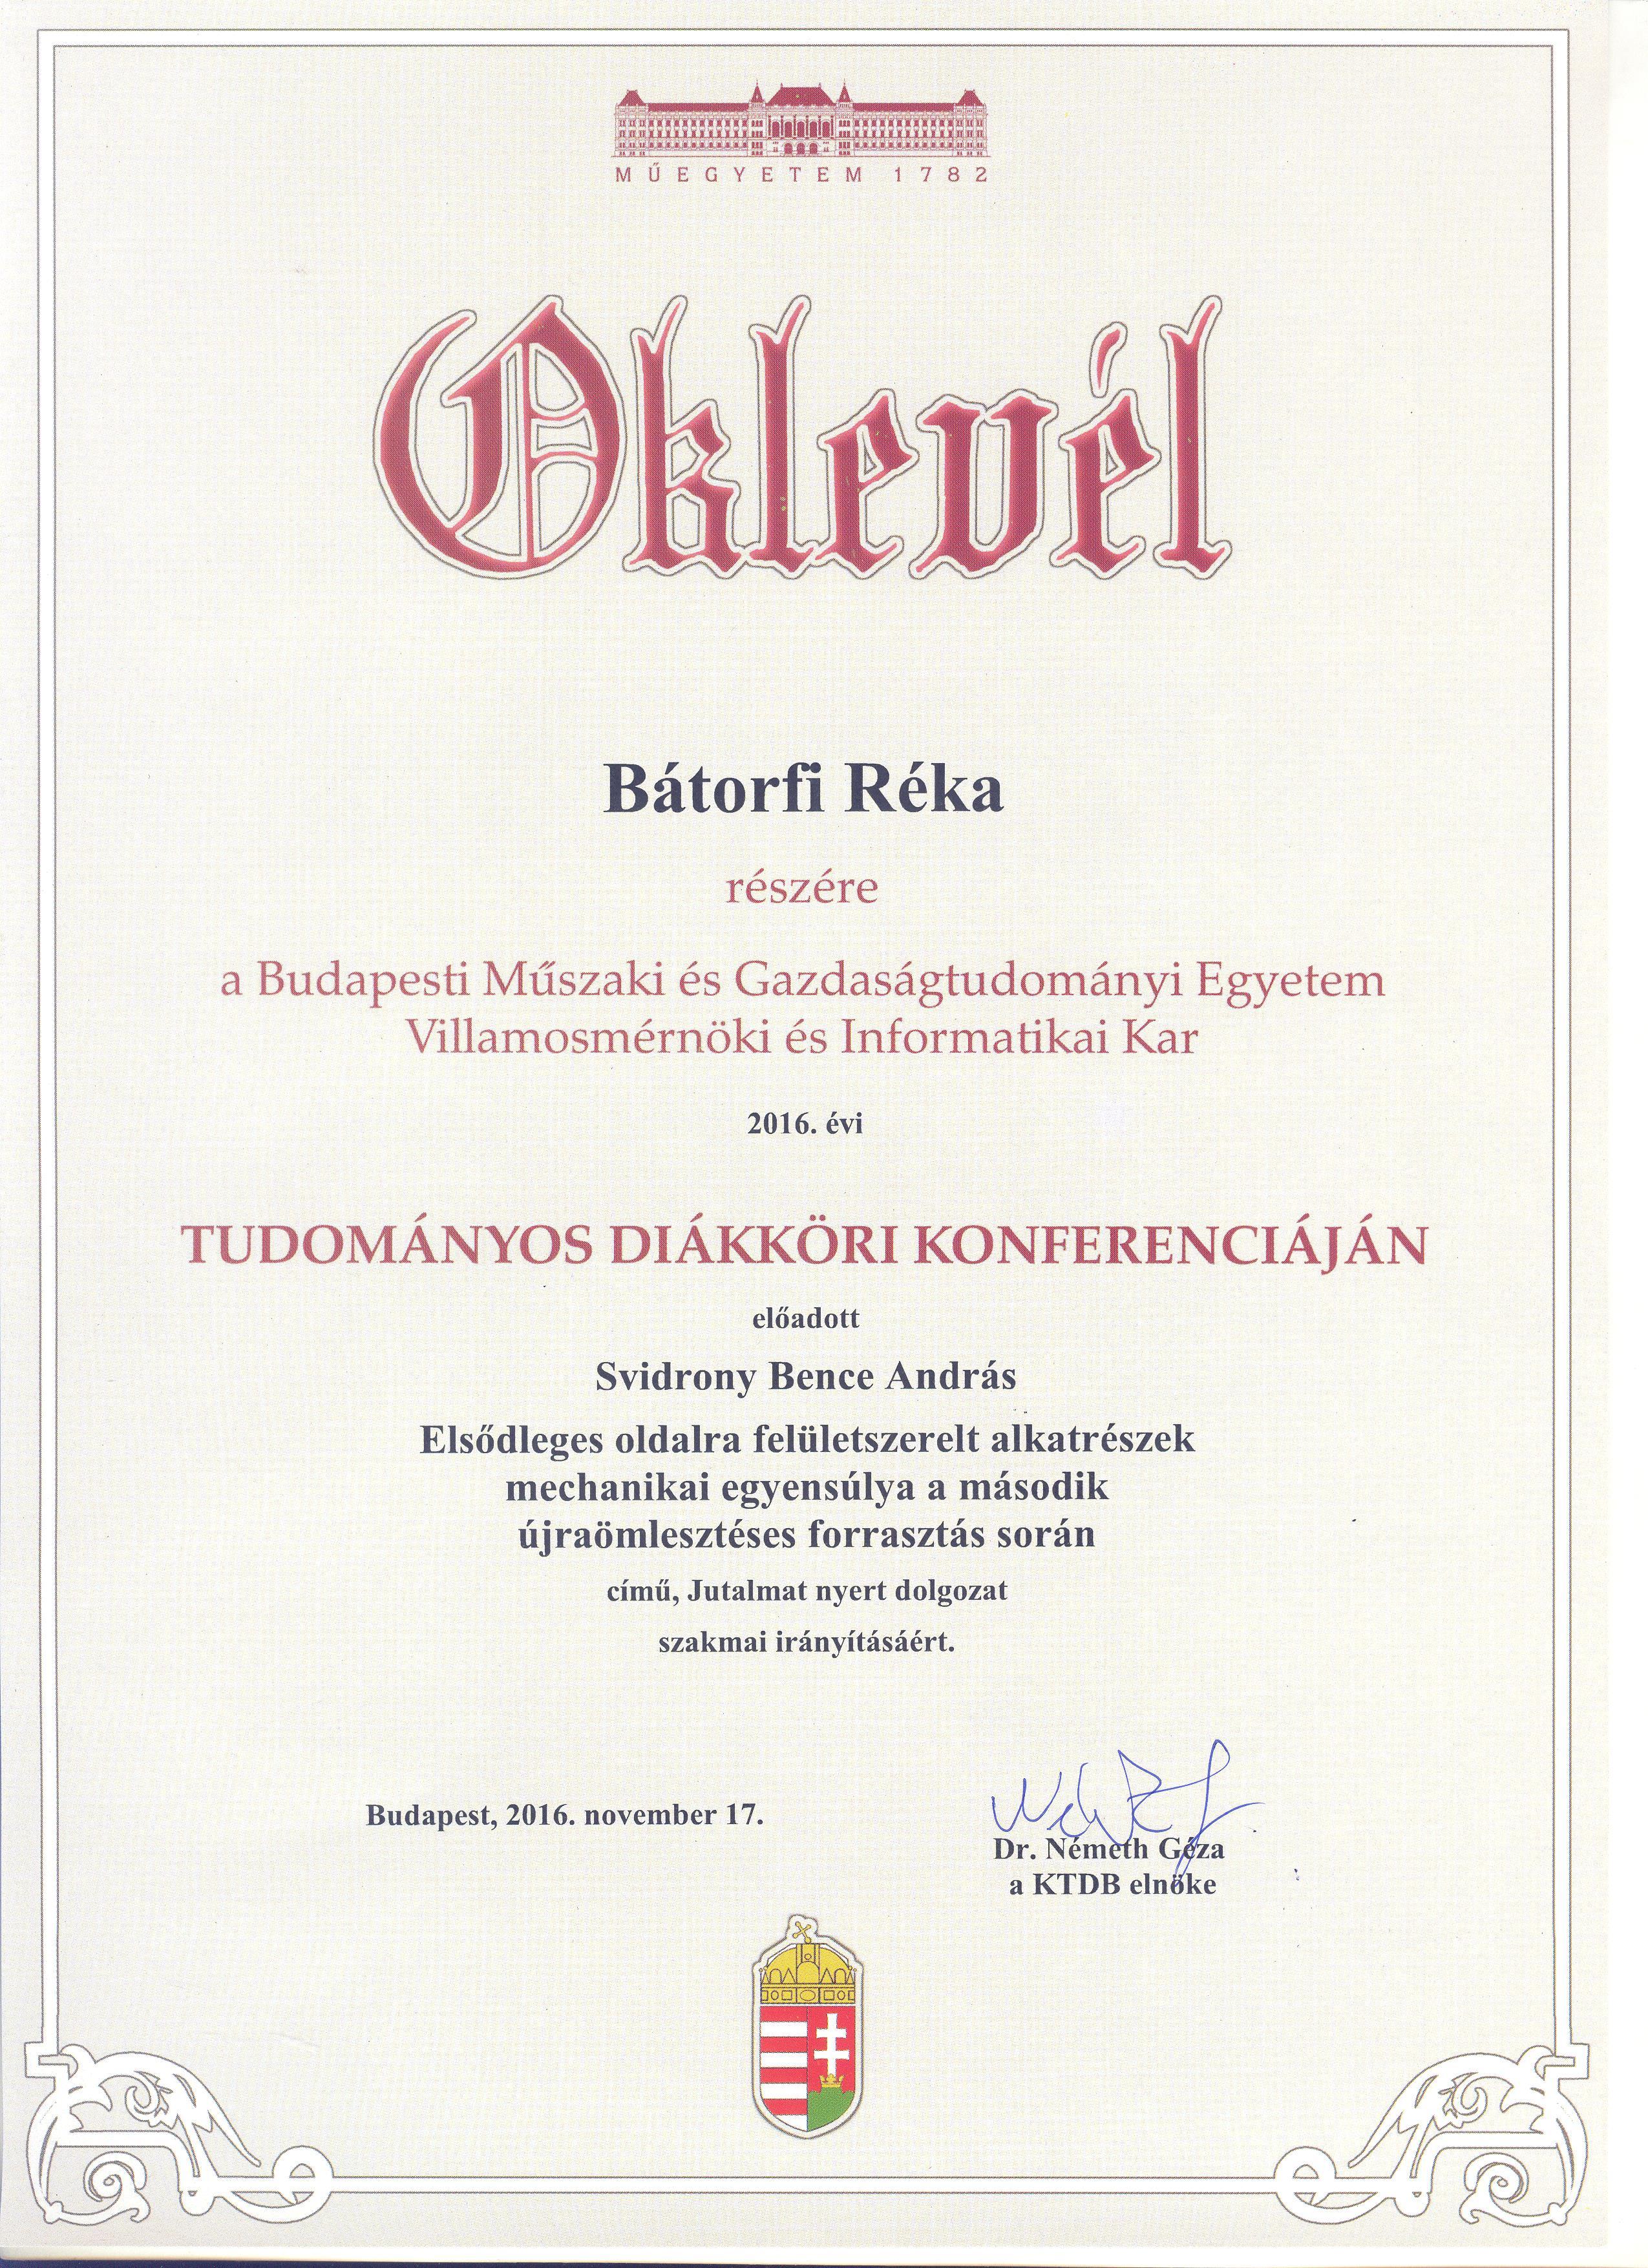 MŰEGYETEM 1782
Oklevél
Bátorfi Réka
részére
a Budapesti Műszaki és Gazdaságtudományi Egyetem
Villamosmérnöki és Informatikai Kar
2016. évi
TUDOMÁNYOS DIÁKKÖRI KONFERENCIÁJÁN
előadott
Svidrony Bence András
Elsődleges oldalra felületszerelt alkatrészek
mechanikai egyensúlya a második
újraömlesztéses forrasztás során
című, Jutalmat nyert dolgozat
szakmai irányításáért.
Budapest, 2016. november 17.
Dr. Németh Géza
a KTDB elnöke